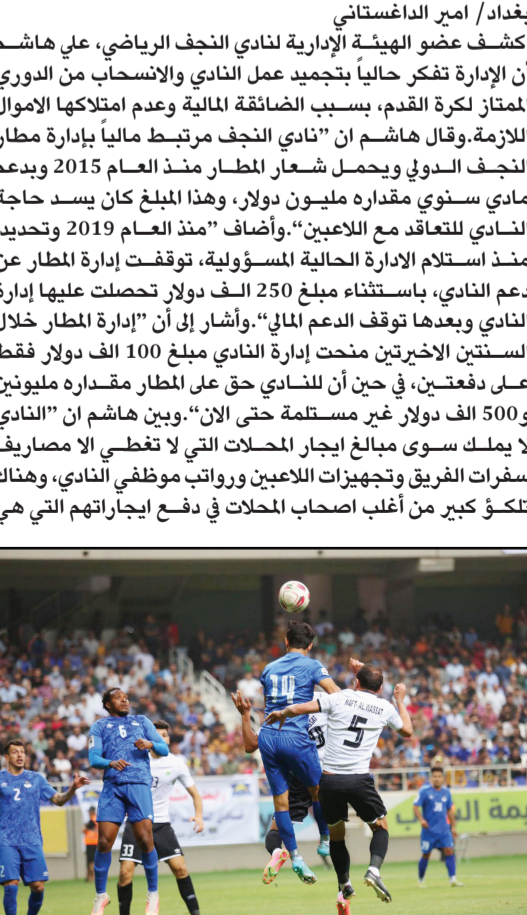 بغداد/ امير الداغستاني
كشف عضو الهيئة الإدارية لنادي النجف الرياضي، علي هاشم
أن الإدارة تفكر حالياً بتجميد عمل النادي والانسحاب من الدوري
الممتاز لكرة القدم، بسبب الضائقة المالية وعدم امتلاكها الاموال
اللازمة.وقال هاشم ان ”نادي النجف مرتبط مالياً بإدارة مطار
النجف الدولي ويحمل شعار المطار منذ العام 2015 وبدعم
مادي سنوي مقداره مليون دولار، وهذا المبلغ كان يسد حاجة
النادي للتعاقد مع اللاعبين“.وأضاف ”منذ العام 2019 وتحديد
منذ استلام الادارة الحالية المسؤولية، توقفت إدارة المطار عن
دعم النادي، باستثناء مبلغ 250 الف دولار تحصلت عليها إدارة
النادي وبعدها توقف الدعم المالي“.وأشار إلى أن ”إدارة المطار خلال
السنتين الاخيرتين منحت إدارة النادي مبلغ 100 الف دولار فقط
على دفعتين، في حين أن للنادي حق على المطار مقداره مليونين
و500 الف دولار غير مستلمة حتى الان“.وبين هاشم ان ”النادي
لا يملك سوى مبالغ ايجار المحلات التي لا تغطي الا مصاريف
سفرات الفريق وتجهيزات اللاعبين ورواتب موظفي النادي، وهناك
تلكؤ كبير من أغلب اصحاب المحلات في دفع ايجاراتهم التي هي
14
NAFT ALWASAT
5
6
2
33
يمة الش